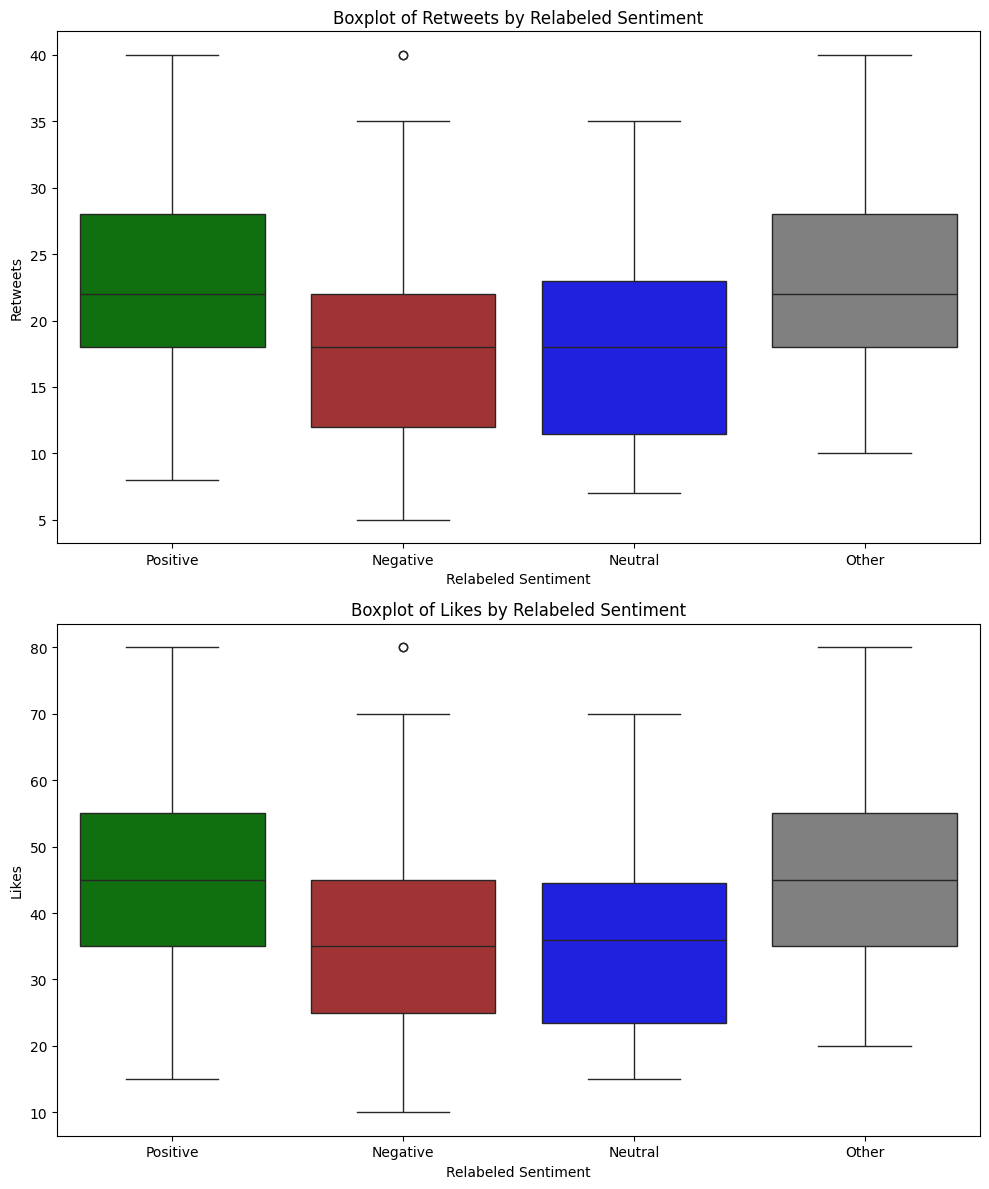 Boxplot of Retweets by Relabeled Sentiment
40
35
30
25
20
15
10
5
Retweets
Positive Negative Neutral Other
Relabeled Sentiment
Boxplot of Likes by Relabeled Sentiment
80
70
60
50
40
30
20
10
Likes
Positive Negative Neutral Other
Relabeled Sentiment